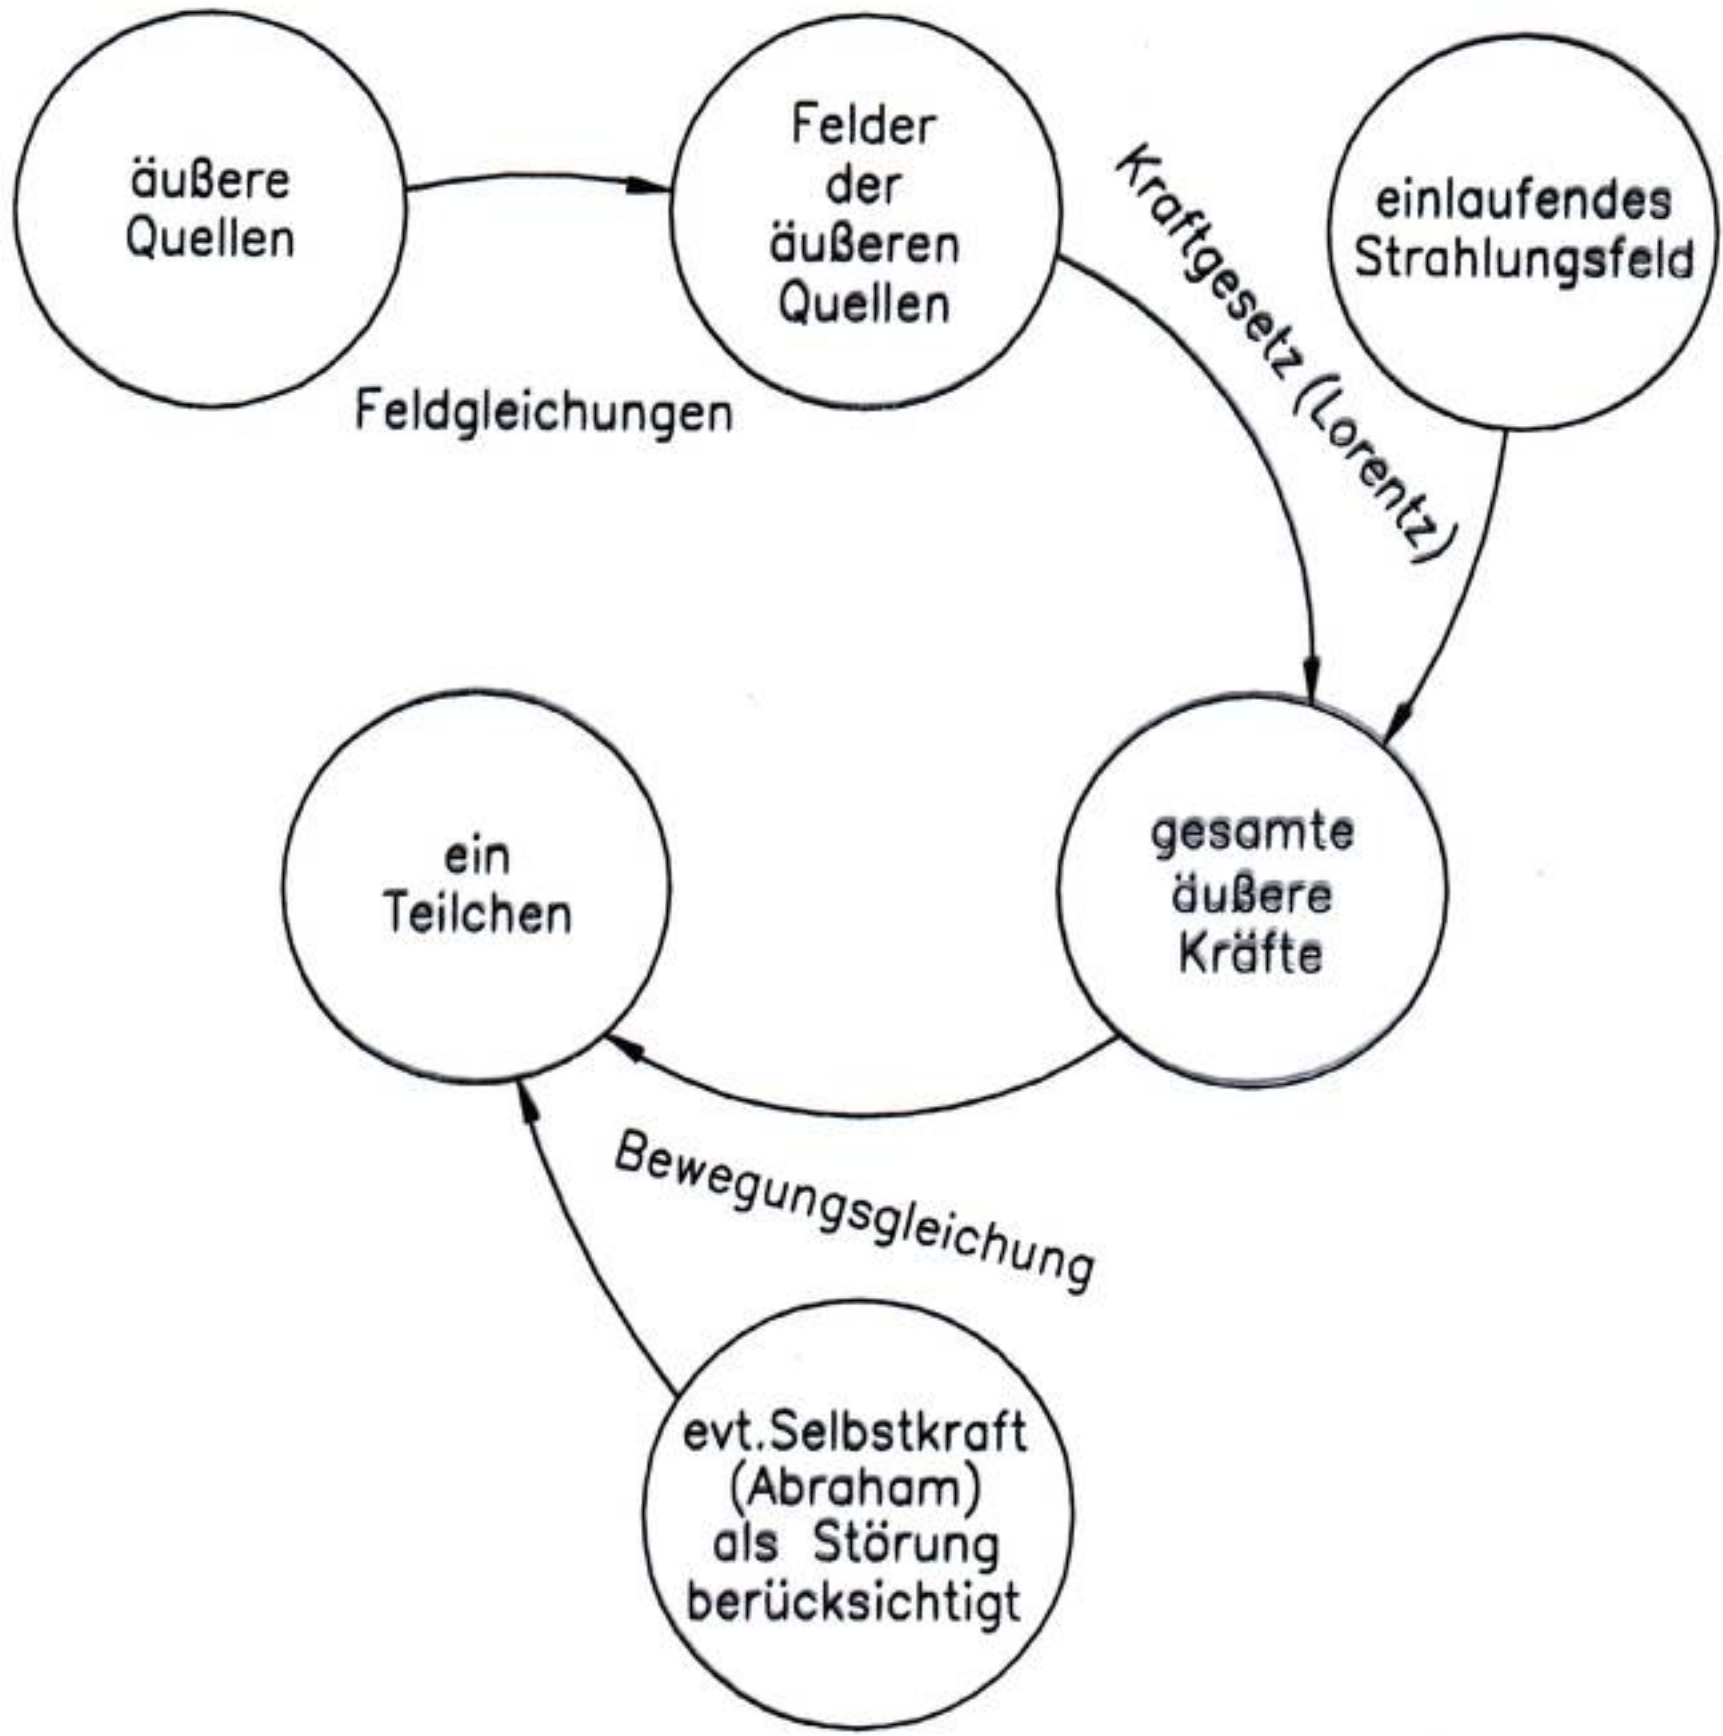 äußere
Quellen
Felder
der
äußeren
Quellen
einlaufendes
Strahlungsfeld
Feldgleichungen
Kraftgesetz (Lorentz)
ein
Teilchen
gesamte
äußere
Kräfte
Bewegungsgleichung
evt.Selbstkraft
(Abraham)
als Störung
berücksichtigt